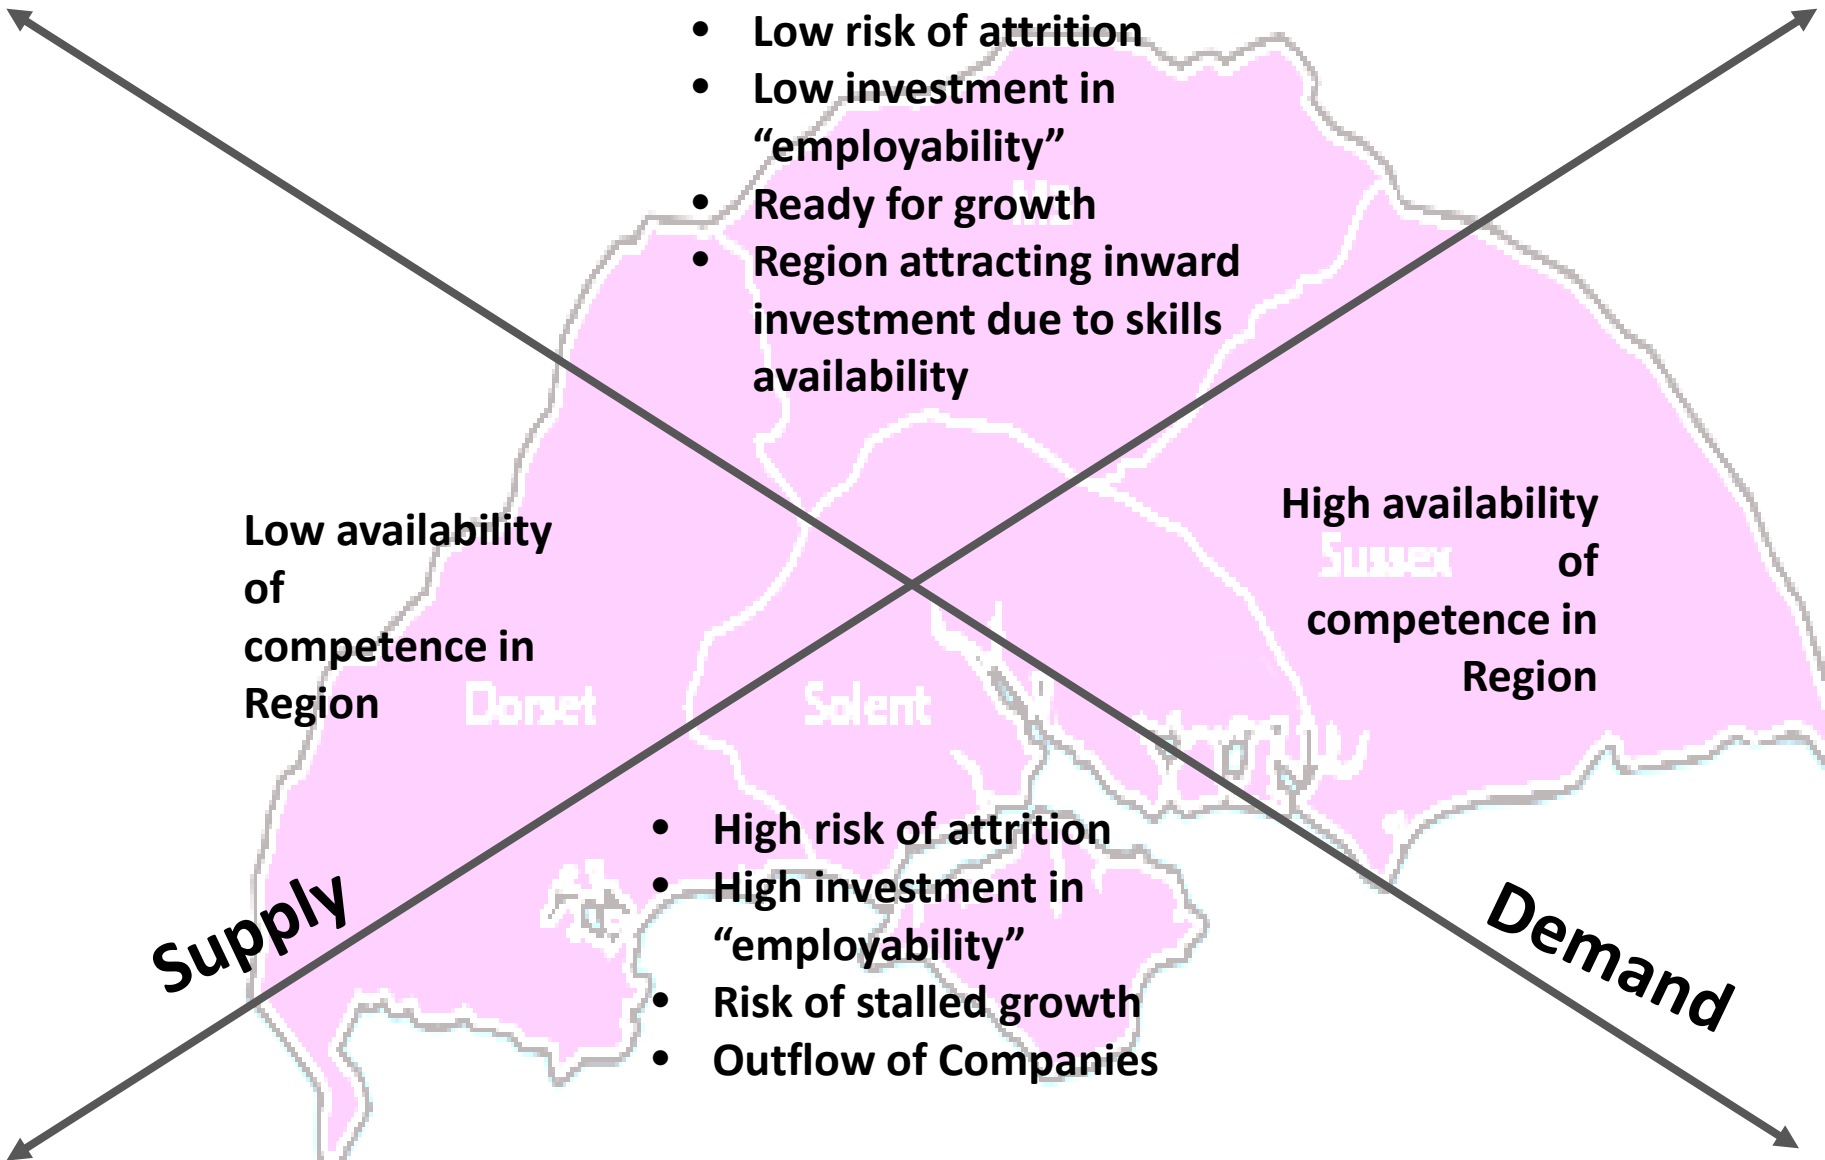 • Low risk of attrition
• Low investment in
“employability”
• Ready for growth
• Region attracting inward
investment due to skills
availability
Low availability
of
competence in
Region
High availability
of
competence in
Region
Sussex
Dorset
Solent
• High risk of attrition
• High investment in
“employability”
• Risk of stalled growth
• Outflow of Companies
Supply
Demand